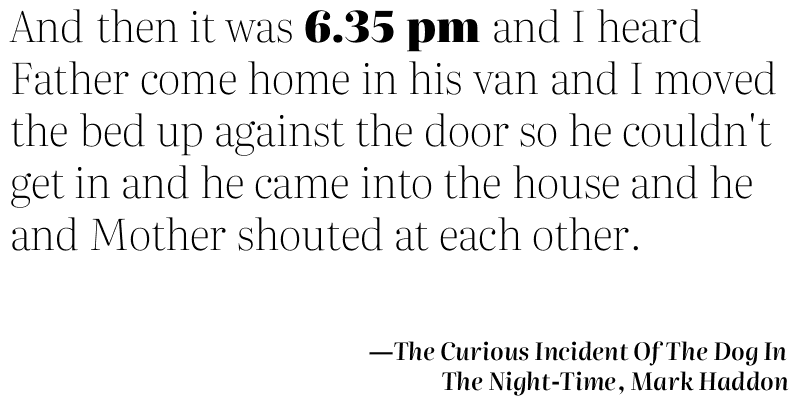 And then it was 6.35 pm and I heard
Father come home in his van and I moved
the bed up against the door so he couldn't
get in and he came into the house and he
and Mother shouted at each other.
—The Curious Incident Of The Dog In
The Night-Time, Mark Haddon